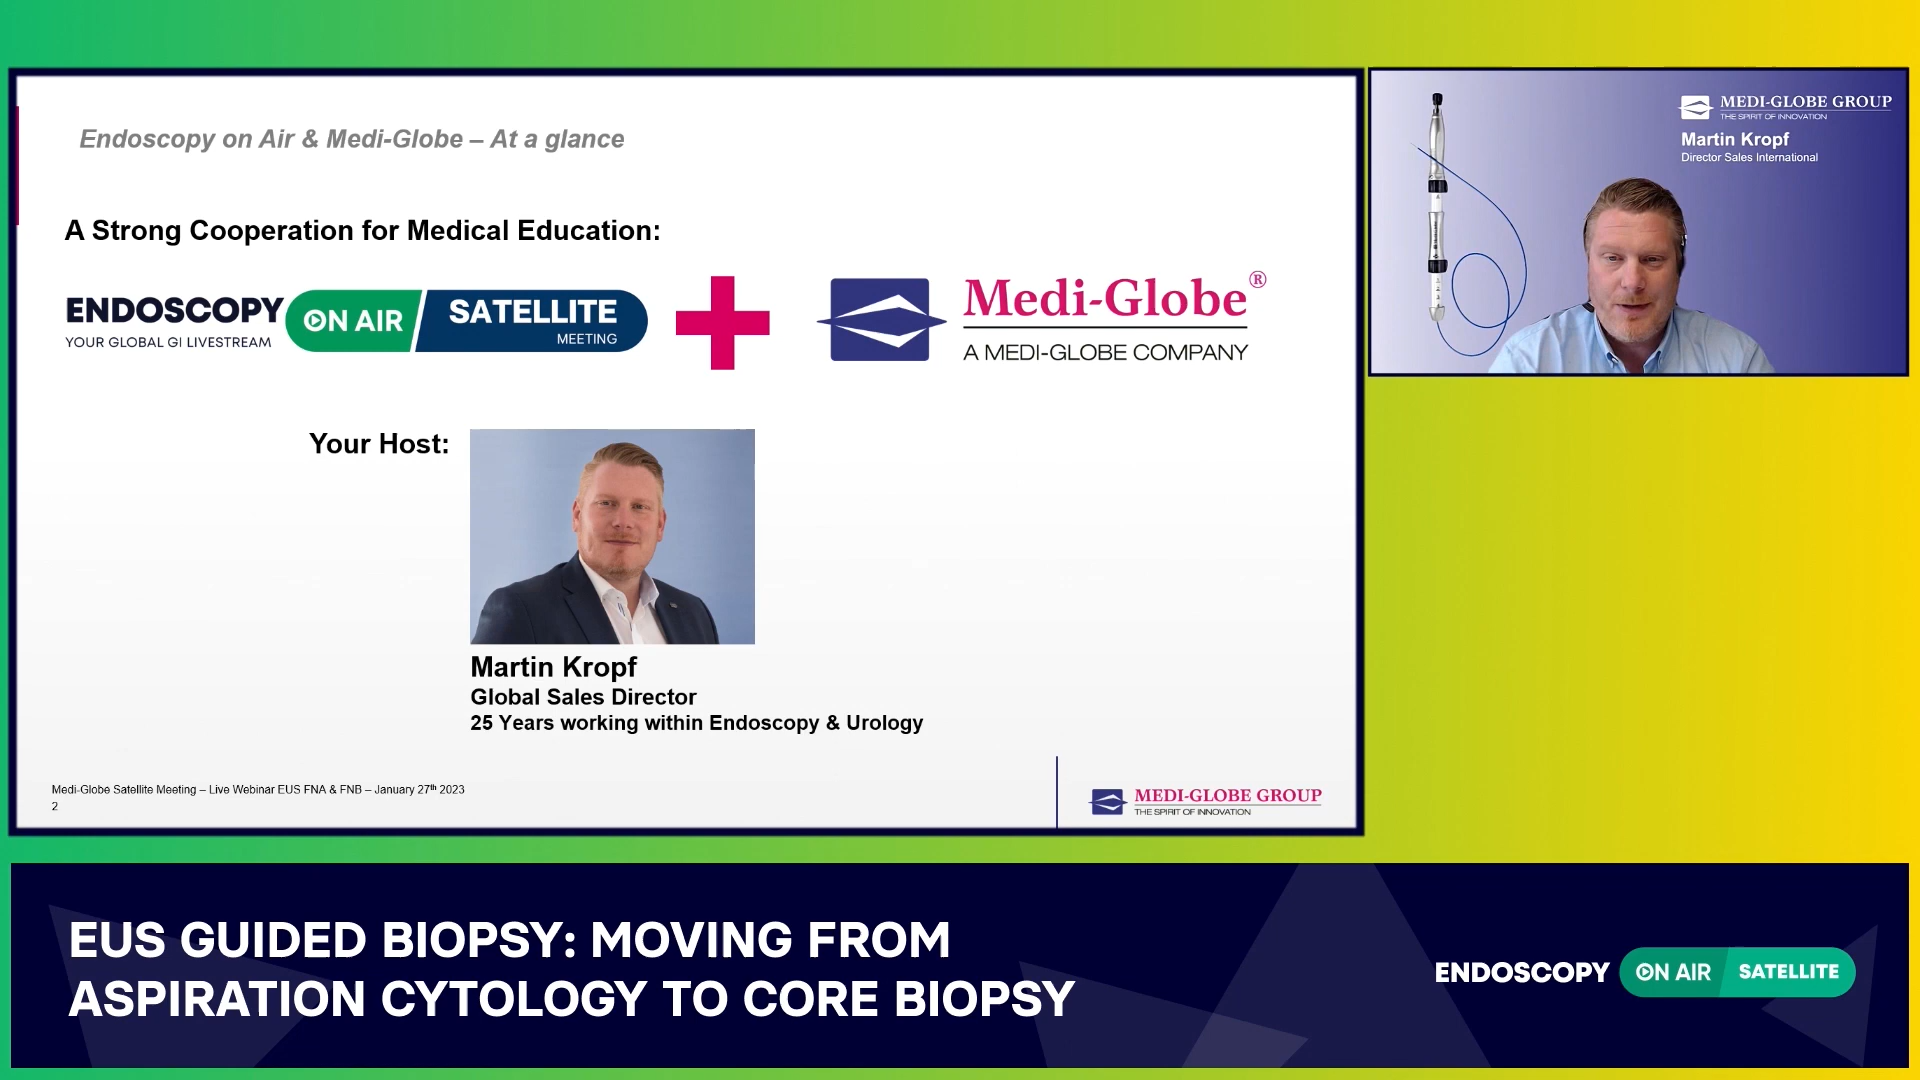 Endoscopy on Air & Medi-Globe – At a glance
A Strong Cooperation for Medical Education:
ENDOSCOPY ON AIR SATELLITE
YOUR GLOBAL GI LIVESTREAM MEETING
Medi-Globe®
A MEDI-GLOBE COMPANY
Your Host:
Martin Kropf
Global Sales Director
25 Years working within Endoscopy & Urology
Medi-Globe Satellite Meeting – Live Webinar EUS FNA & FNB – January 27th 2023
2
MEDI-GLOBE GROUP
THE SPIRIT OF INNOVATION
MEDI-GLOBE GROUP
THE SPIRIT OF INNOVATION
Martin Kropf
Director Sales International
EUS GUIDED BIOPSY: MOVING FROM
ASPIRATION CYTOLOGY TO CORE BIOPSY
ENDOSCOPY ON AIR SATELLITE